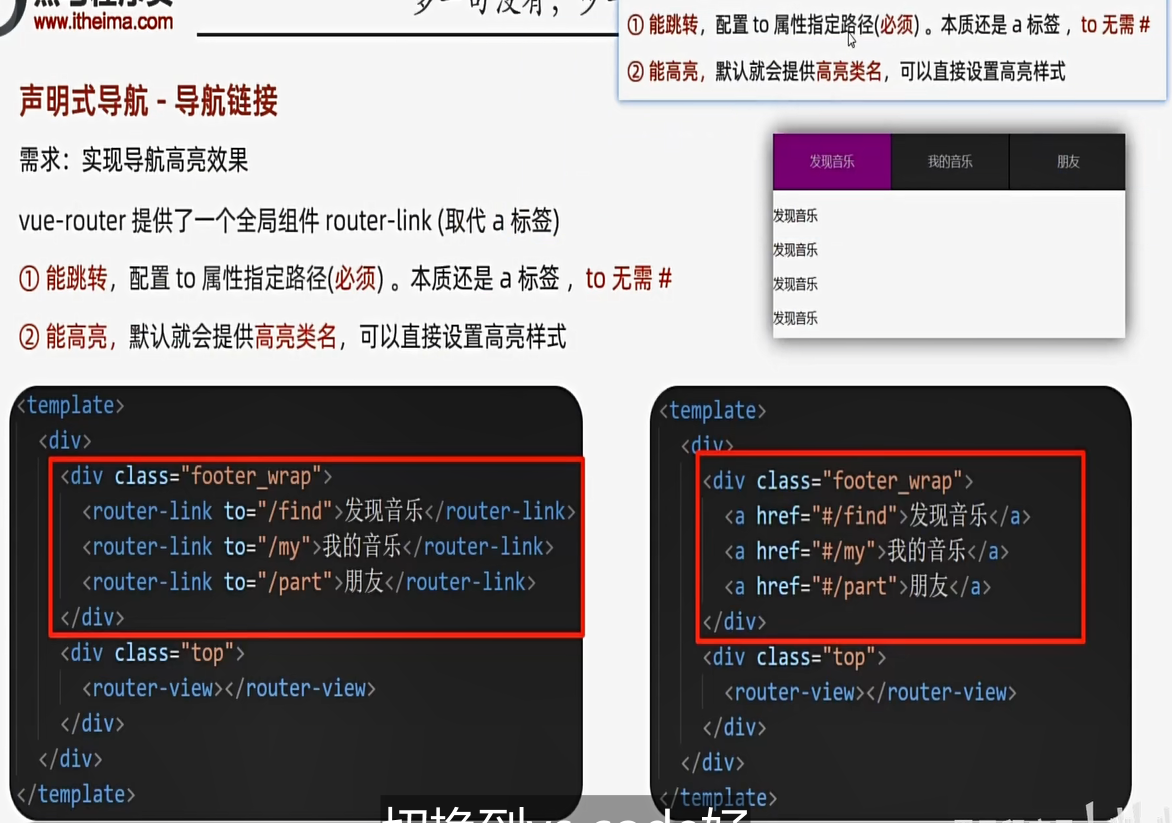 www.itheima.com
① 能跳转，配置 to 属性指定路径(必须) 。本质还是 a 标签 ，to 无需 #
② 能高亮，默认就会提供高亮类名，可以直接设置高亮样式
声明式导航 - 导航链接
需求：实现导航高亮效果
vue-router 提供了一个全局组件 router-link (取代 a 标签)
① 能跳转，配置 to 属性指定路径(必须) 。本质还是 a 标签 ，to 无需 #
② 能高亮，默认就会提供高亮类名，可以直接设置高亮样式
发现音乐 我的音乐 朋友
发现音乐
发现音乐
发现音乐
发现音乐
<template>
<div>
<div class="footer_wrap">
<router-link to="/find">发现音乐</router-link>
<router-link to="/my">我的音乐</router-link>
<router-link to="/part">朋友</router-link>
</div>
<div class="top">
<router-view></router-view>
</div>
</div>
</template>
<template>
<div>
<div class="footer_wrap">
<a href="#/find">发现音乐</a>
<a href="#/my">我的音乐</a>
<a href="#/part">朋友</a>
</div>
<div class="top">
<router-view></router-view>
</div>
</div>
</template>